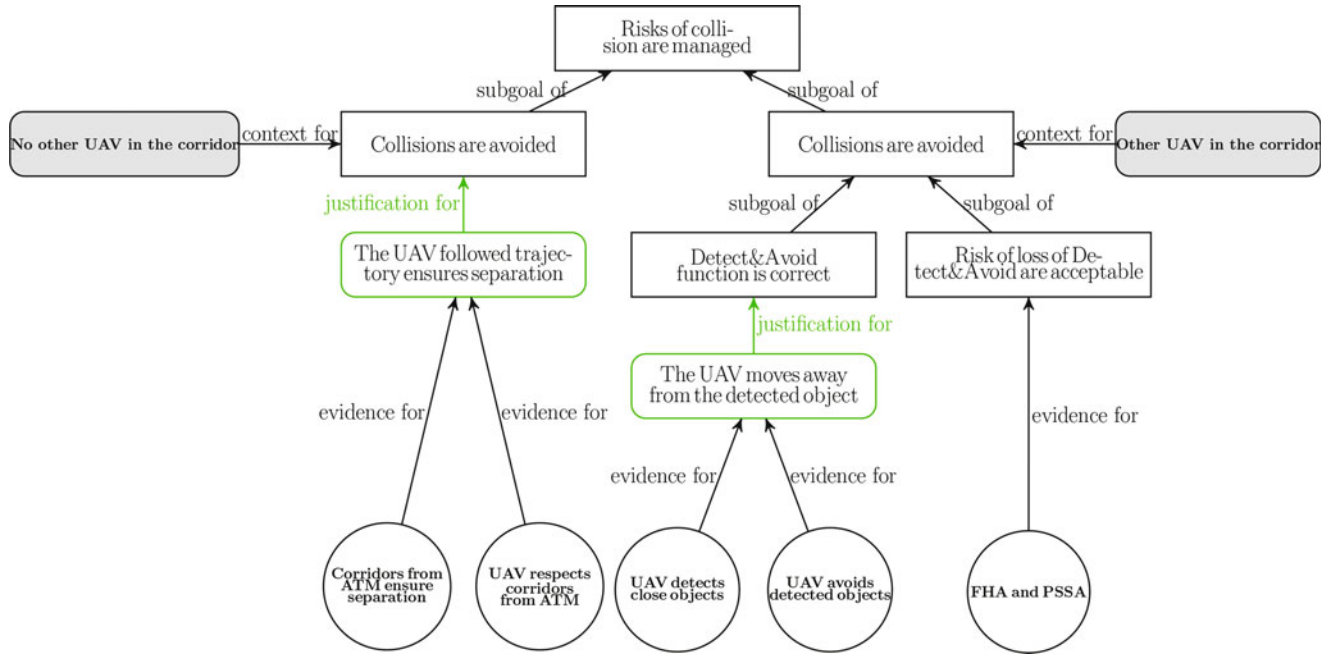 Risks of colli-
sion are managed
subgoal of
subgoal of
No other UAV in the corridor
context for
Collisions are avoided
Collisions are avoided
context for
Other UAV in the corridor
justification for
subgoal of
subgoal of
The UAV followed trajec-
tory ensures separation
Detect&Avoid
function is correct
Risk of loss of De-
tect&Avoid are acceptable
justification for
The UAV moves away
from the detected object
evidence for
evidence for
evidence for
evidence for
evidence for
Corridors from
ATM ensure
separation
UAV respects
corridors
from ATM
UAV detects
close objects
UAV avoids
detected objects
FHA and PSSA